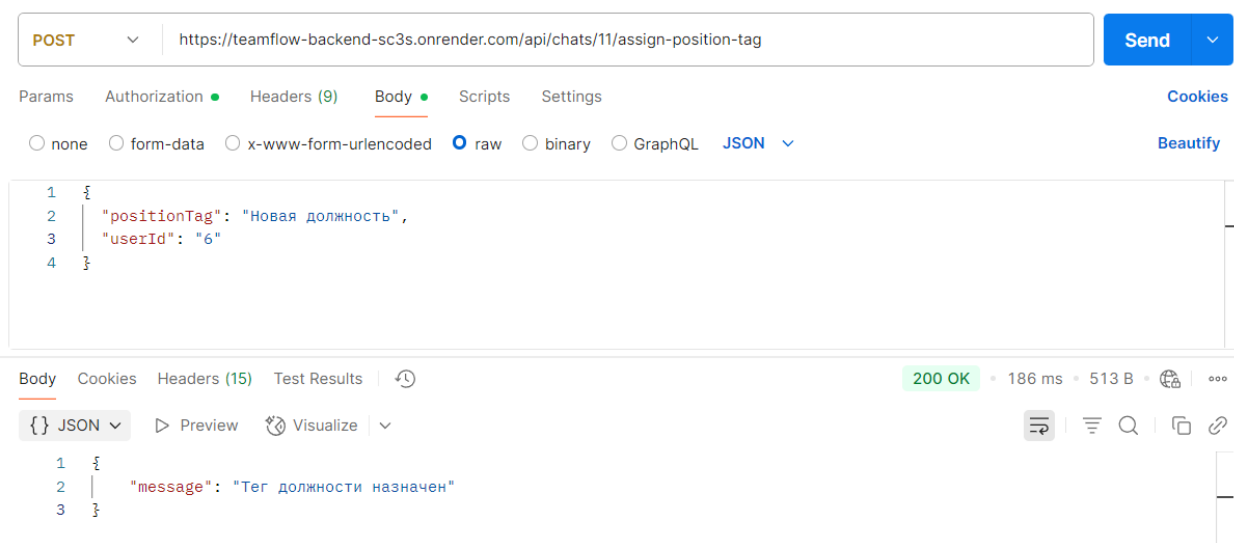 POST https://teamflow-backend-sc3s.onrender.com/api/chats/11/assign-position-tag Send
Params Authorization Headers (9) Body Scripts Settings Cookies
none form-data x-www-form-urlencoded raw binary GraphQL JSON Beautify
1 {
2 "positionTag": "Новая должность",
3 "userId": "6"
4 }
Body Cookies Headers (15) Test Results 200 OK 186 ms 513 B
{} JSON Preview Visualize
1 {
2 "message": "Тег должности назначен"
3 }